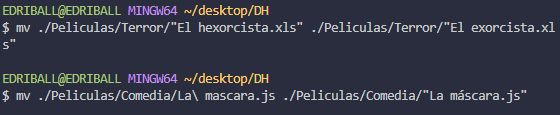 EDRIBALL@EDRIBALL MINGW64 ~/desktop/DH
$ mv ./Peliculas/Terror/"El hexorcista.xls" ./Peliculas/Terror/"El exorcista.xl
s"
EDRIBALL@EDRIBALL MINGW64 ~/desktop/DH
$ mv ./Peliculas/Comedia/La\ mascara.js ./Peliculas/Comedia/"La máscara.js"